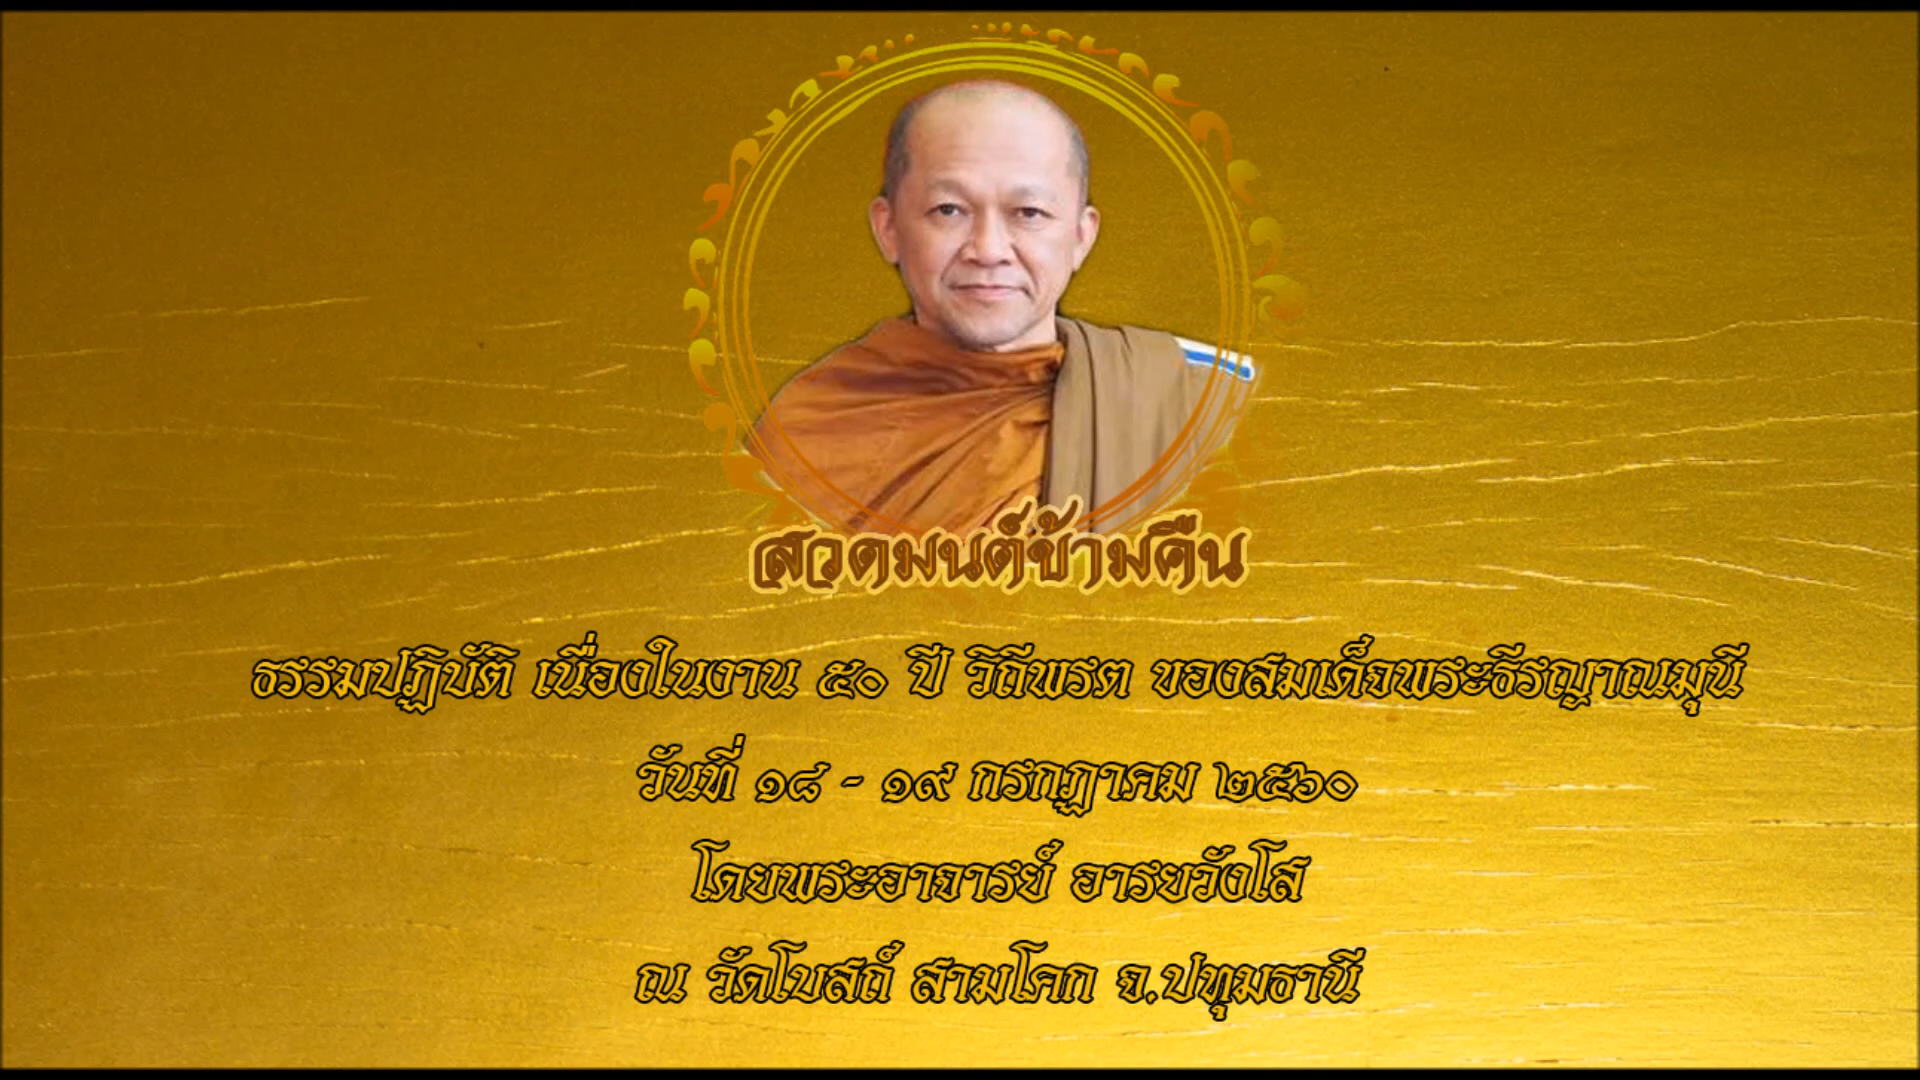 สวดมนต์ข้ามคืน
ธรรมปฏิบัติ เนื่องในงาน ๕๐ ปี วิถีพรต ของสมเด็จพระธีรญาณมุนี
วันที่ ๑๘ - ๑๙ กรกฎาคม ๒๕๖๐
โดยพระอาจารย์ อารยวังโส
ณ วัดโบสถ์ สามโคก จ.ปทุมธานี